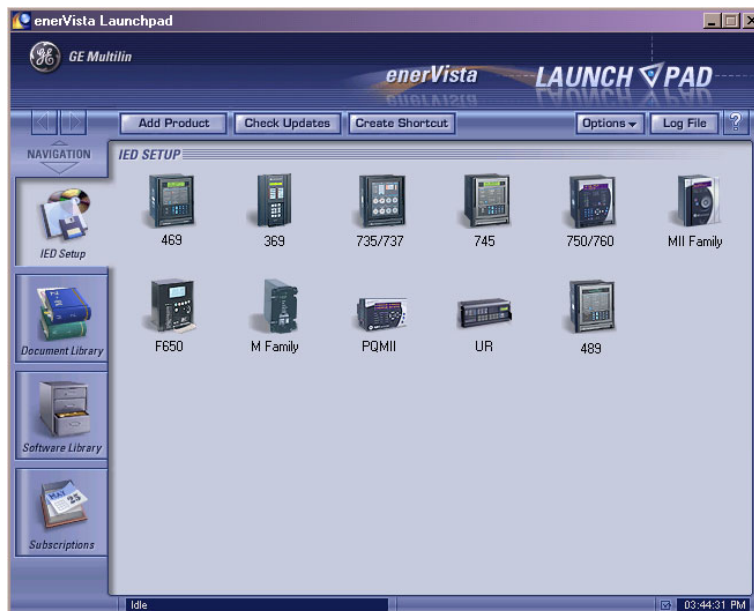 enerVista Launchpad
GE Multilin
enerVista LAUNCH PAD
Add Product Check Updates Create Shortcut Options Log File ?
NAVIGATION
IED SETUP
469 369 735/737 745 750/760 MII Family
IED Setup
F650 M Family PQMII UR 489
Document Library
Software Library
MAY
25
Subscriptions
Idle 03:44:31 PM